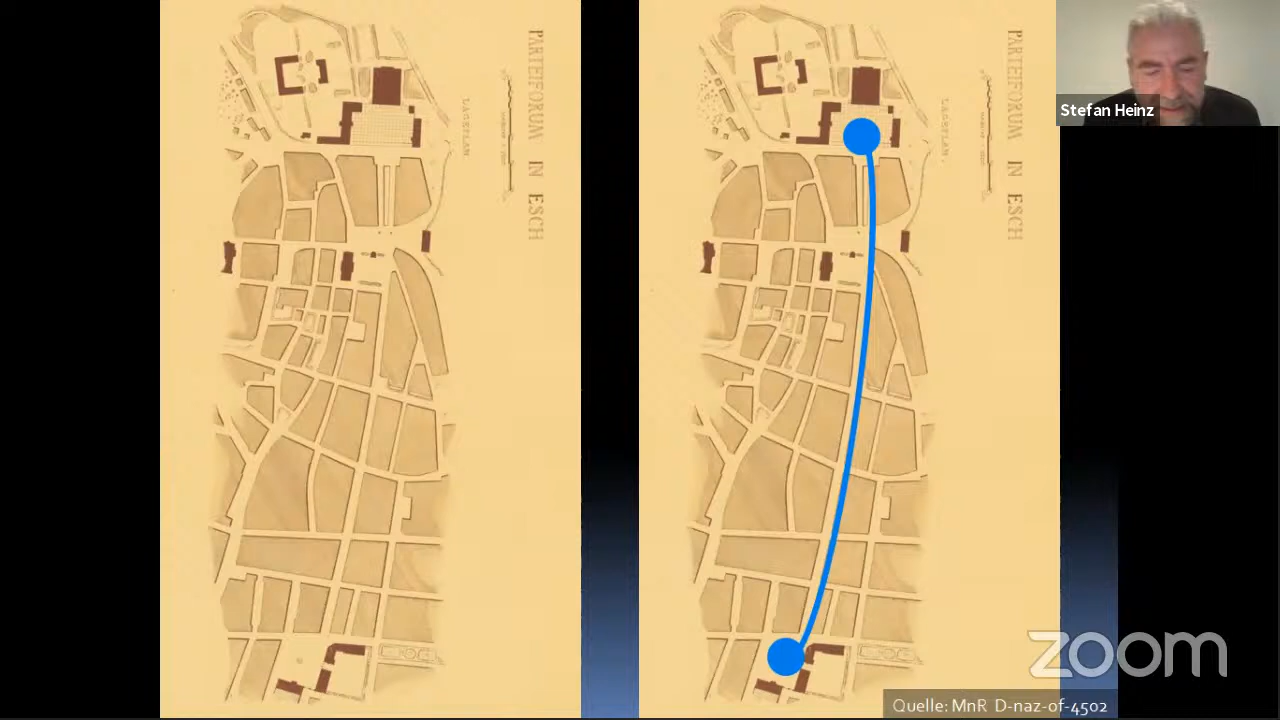 PARTEIFORUM IN ESCH
LAGEPLAN
PARTEIFORUM IN ESCH
LAGEPLAN
Stefan Heinz
zoom
Quelle: MnR D-naz-of-4502